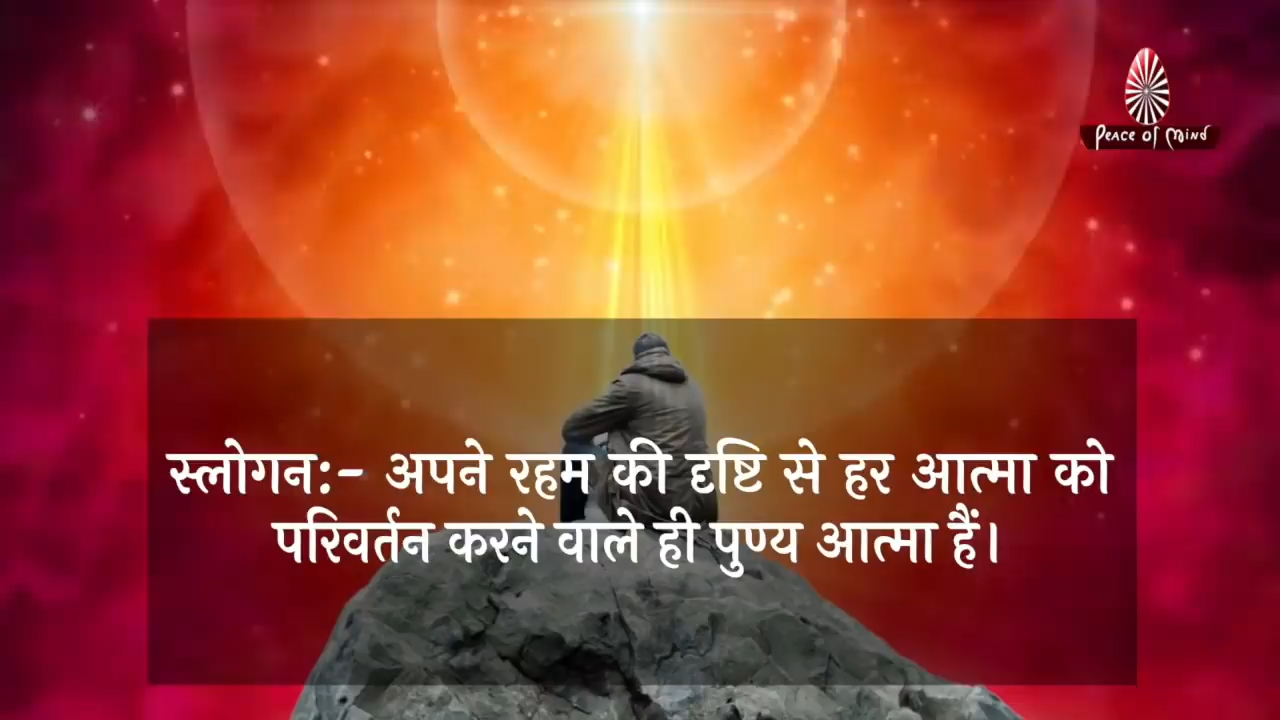 Peace of Mind
स्लोगन:- अपने रहम की दृष्टि से हर आत्मा को
परिवर्तन करने वाले ही पुण्य आत्मा हैं।